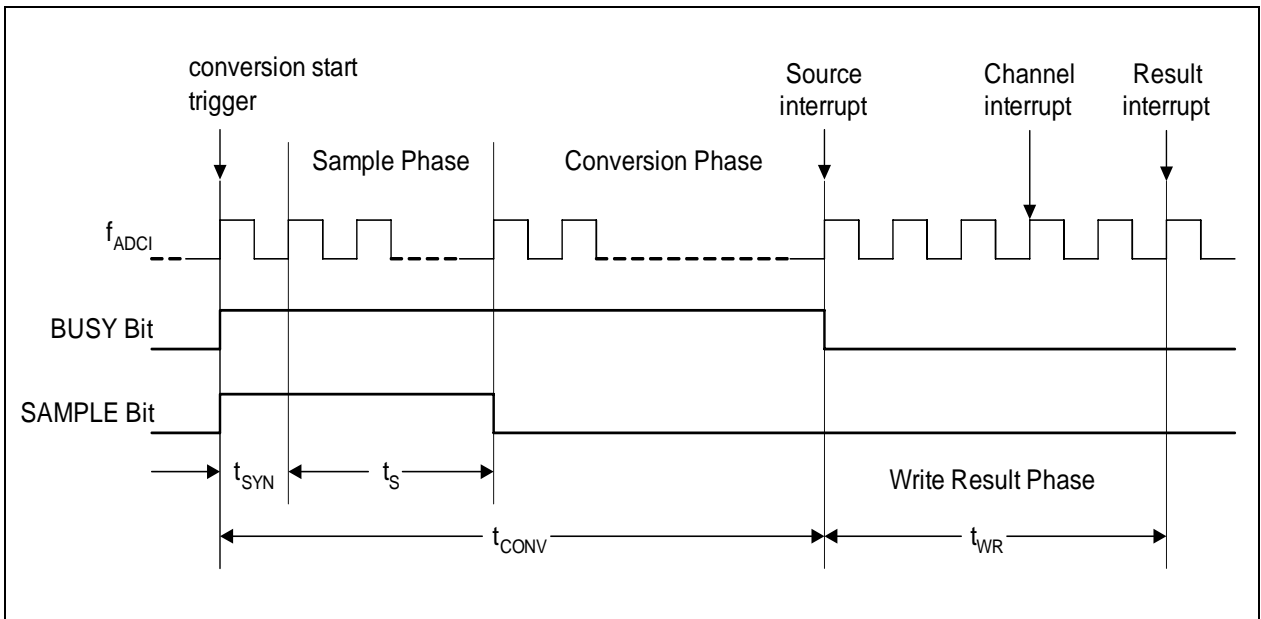 conversion start
trigger
Source
interrupt
Channel
interrupt
Result
interrupt
Sample Phase
Conversion Phase
fADCI
BUSY Bit
SAMPLE Bit
tSYN
tS
Write Result Phase
tCONV
tWR